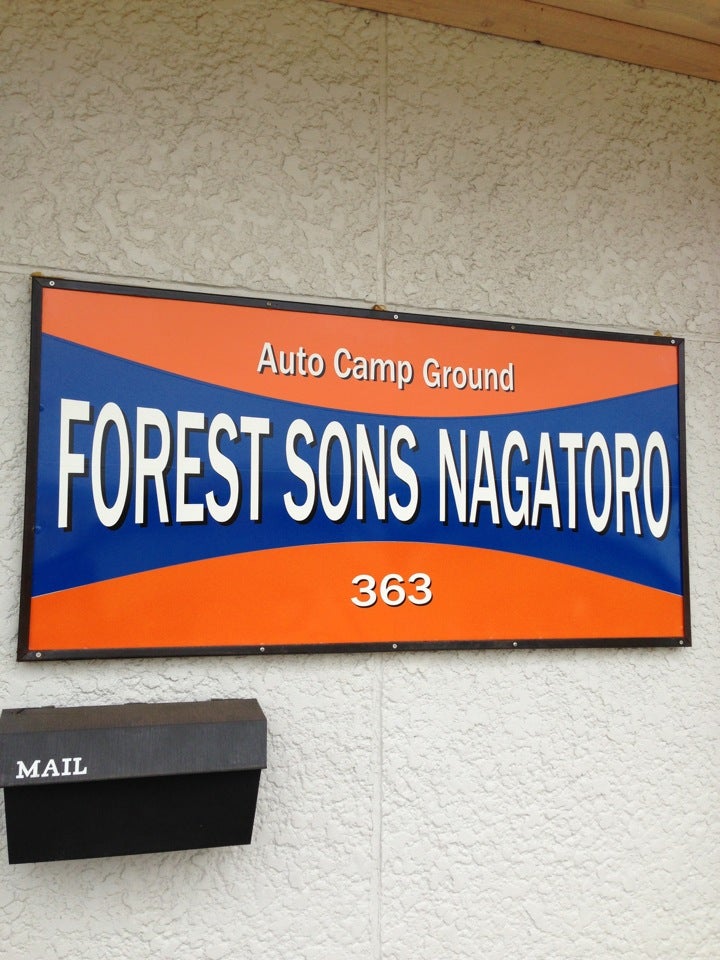 Auto Camp Ground
FOREST SONS NAGATORO
363
MAIL